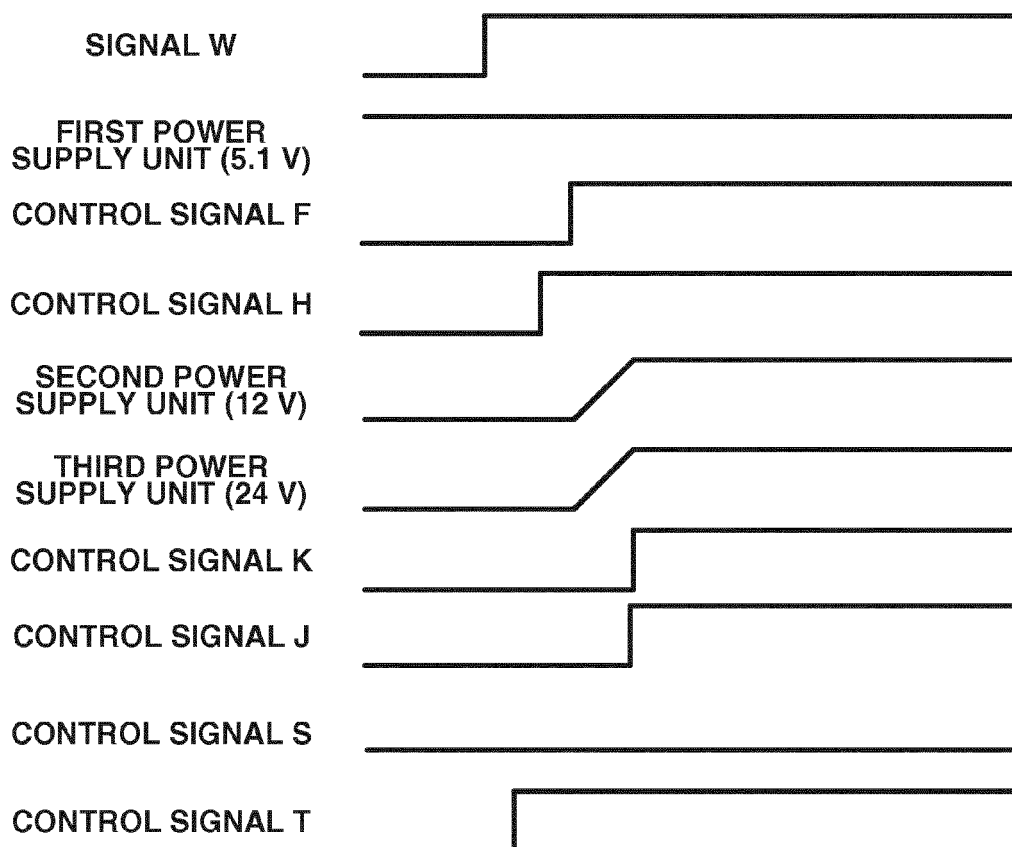 SIGNAL W
FIRST POWER
SUPPLY UNIT (5.1 V)
CONTROL SIGNAL F
CONTROL SIGNAL H
SECOND POWER
SUPPLY UNIT (12 V)
THIRD POWER
SUPPLY UNIT (24 V)
CONTROL SIGNAL K
CONTROL SIGNAL J
CONTROL SIGNAL S
CONTROL SIGNAL T